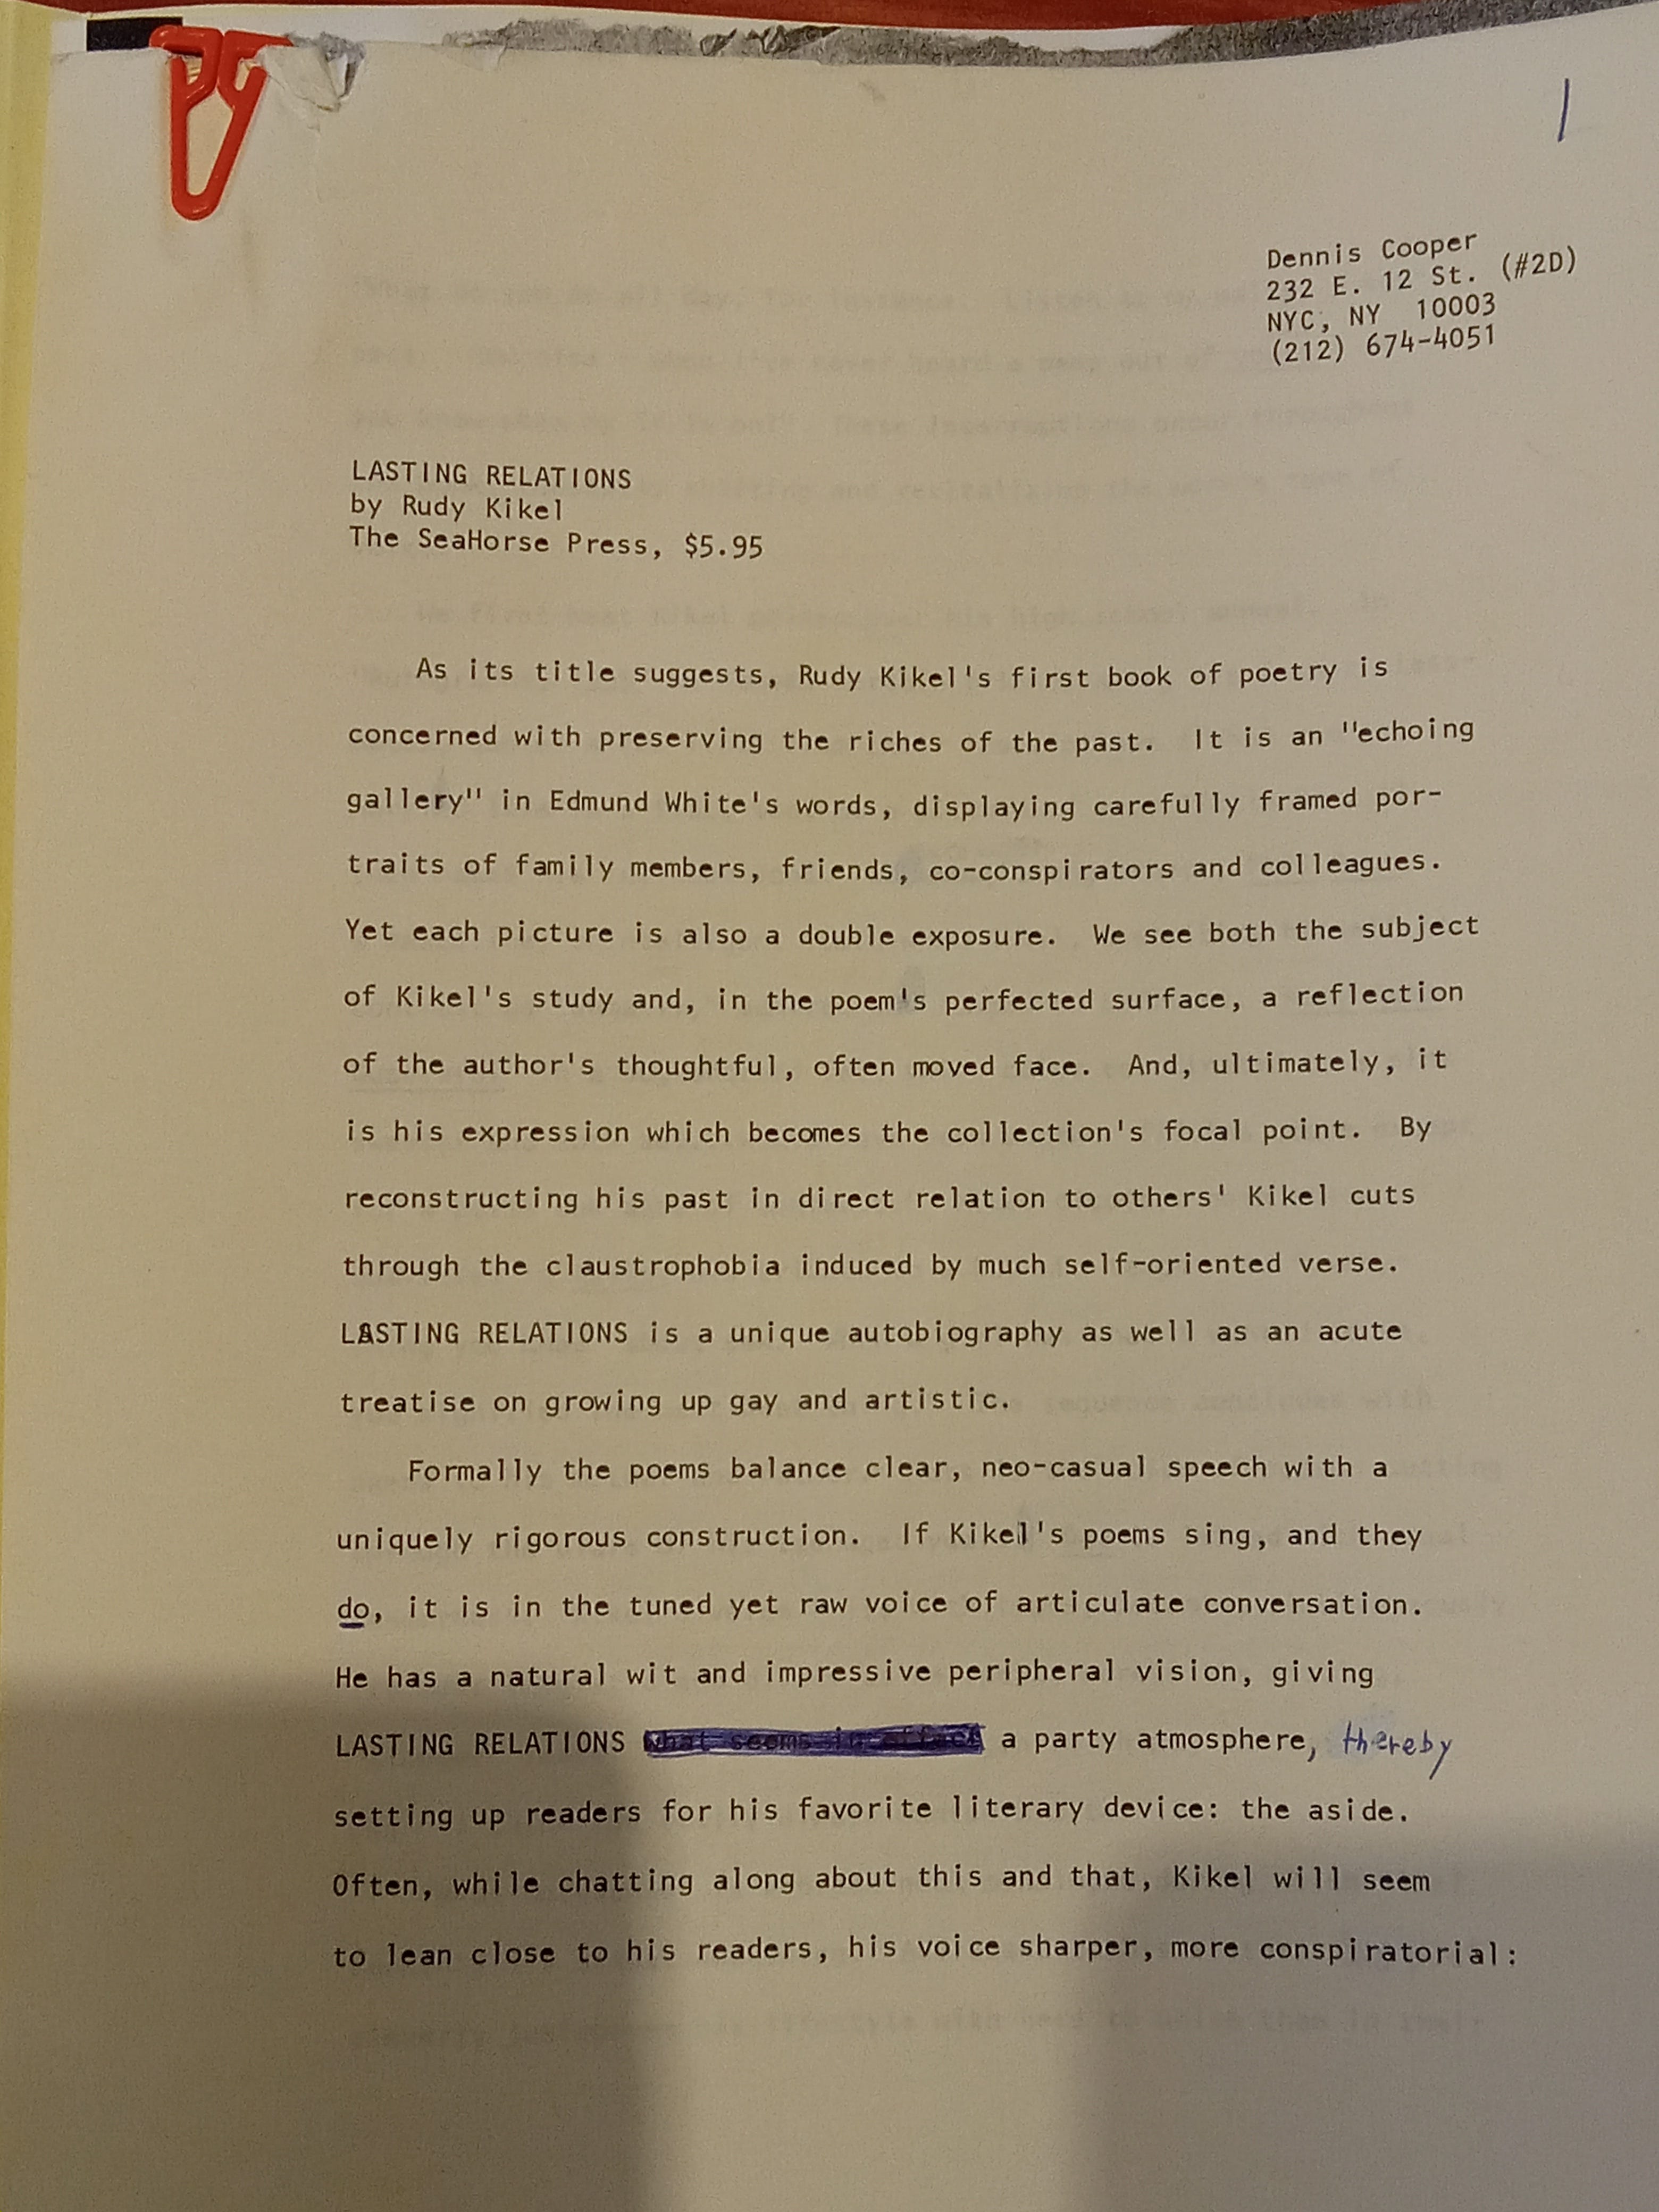 1
Dennis Cooper
232 E. 12 St. (#2D)
NYC, NY 10003
(212) 674-4051
LASTING RELATIONS
by Rudy Kikel
The SeaHorse Press, $5.95
As its title suggests, Rudy Kikel's first book of poetry is
concerned with preserving the riches of the past. It is an "echoing
gallery" in Edmund White's words, displaying carefully framed por-
traits of family members, friends, co-conspirators and colleagues.
Yet each picture is also a double exposure. We see both the subject
of Kikel's study and, in the poem's perfected surface, a reflection
of the author's thoughtful, often moved face. And, ultimately, it
is his expression which becomes the collection's focal point. By
reconstructing his past in direct relation to others' Kikel cuts
through the claustrophobia induced by much self-oriented verse.
LASTING RELATIONS is a unique autobiography as well as an acute
treatise on growing up gay and artistic.
Formally the poems balance clear, neo-casual speech with a
uniquely rigorous construction. If Kikel's poems sing, and they
do, it is in the tuned yet raw voice of articulate conversation.
He has a natural wit and impressive peripheral vision, giving
LASTING RELATIONS what seems in effect a party atmosphere, thereby
setting up readers for his favorite literary device: the aside.
Often, while chatting along about this and that, Kikel will seem
to lean close to his readers, his voice sharper, more conspiratorial: